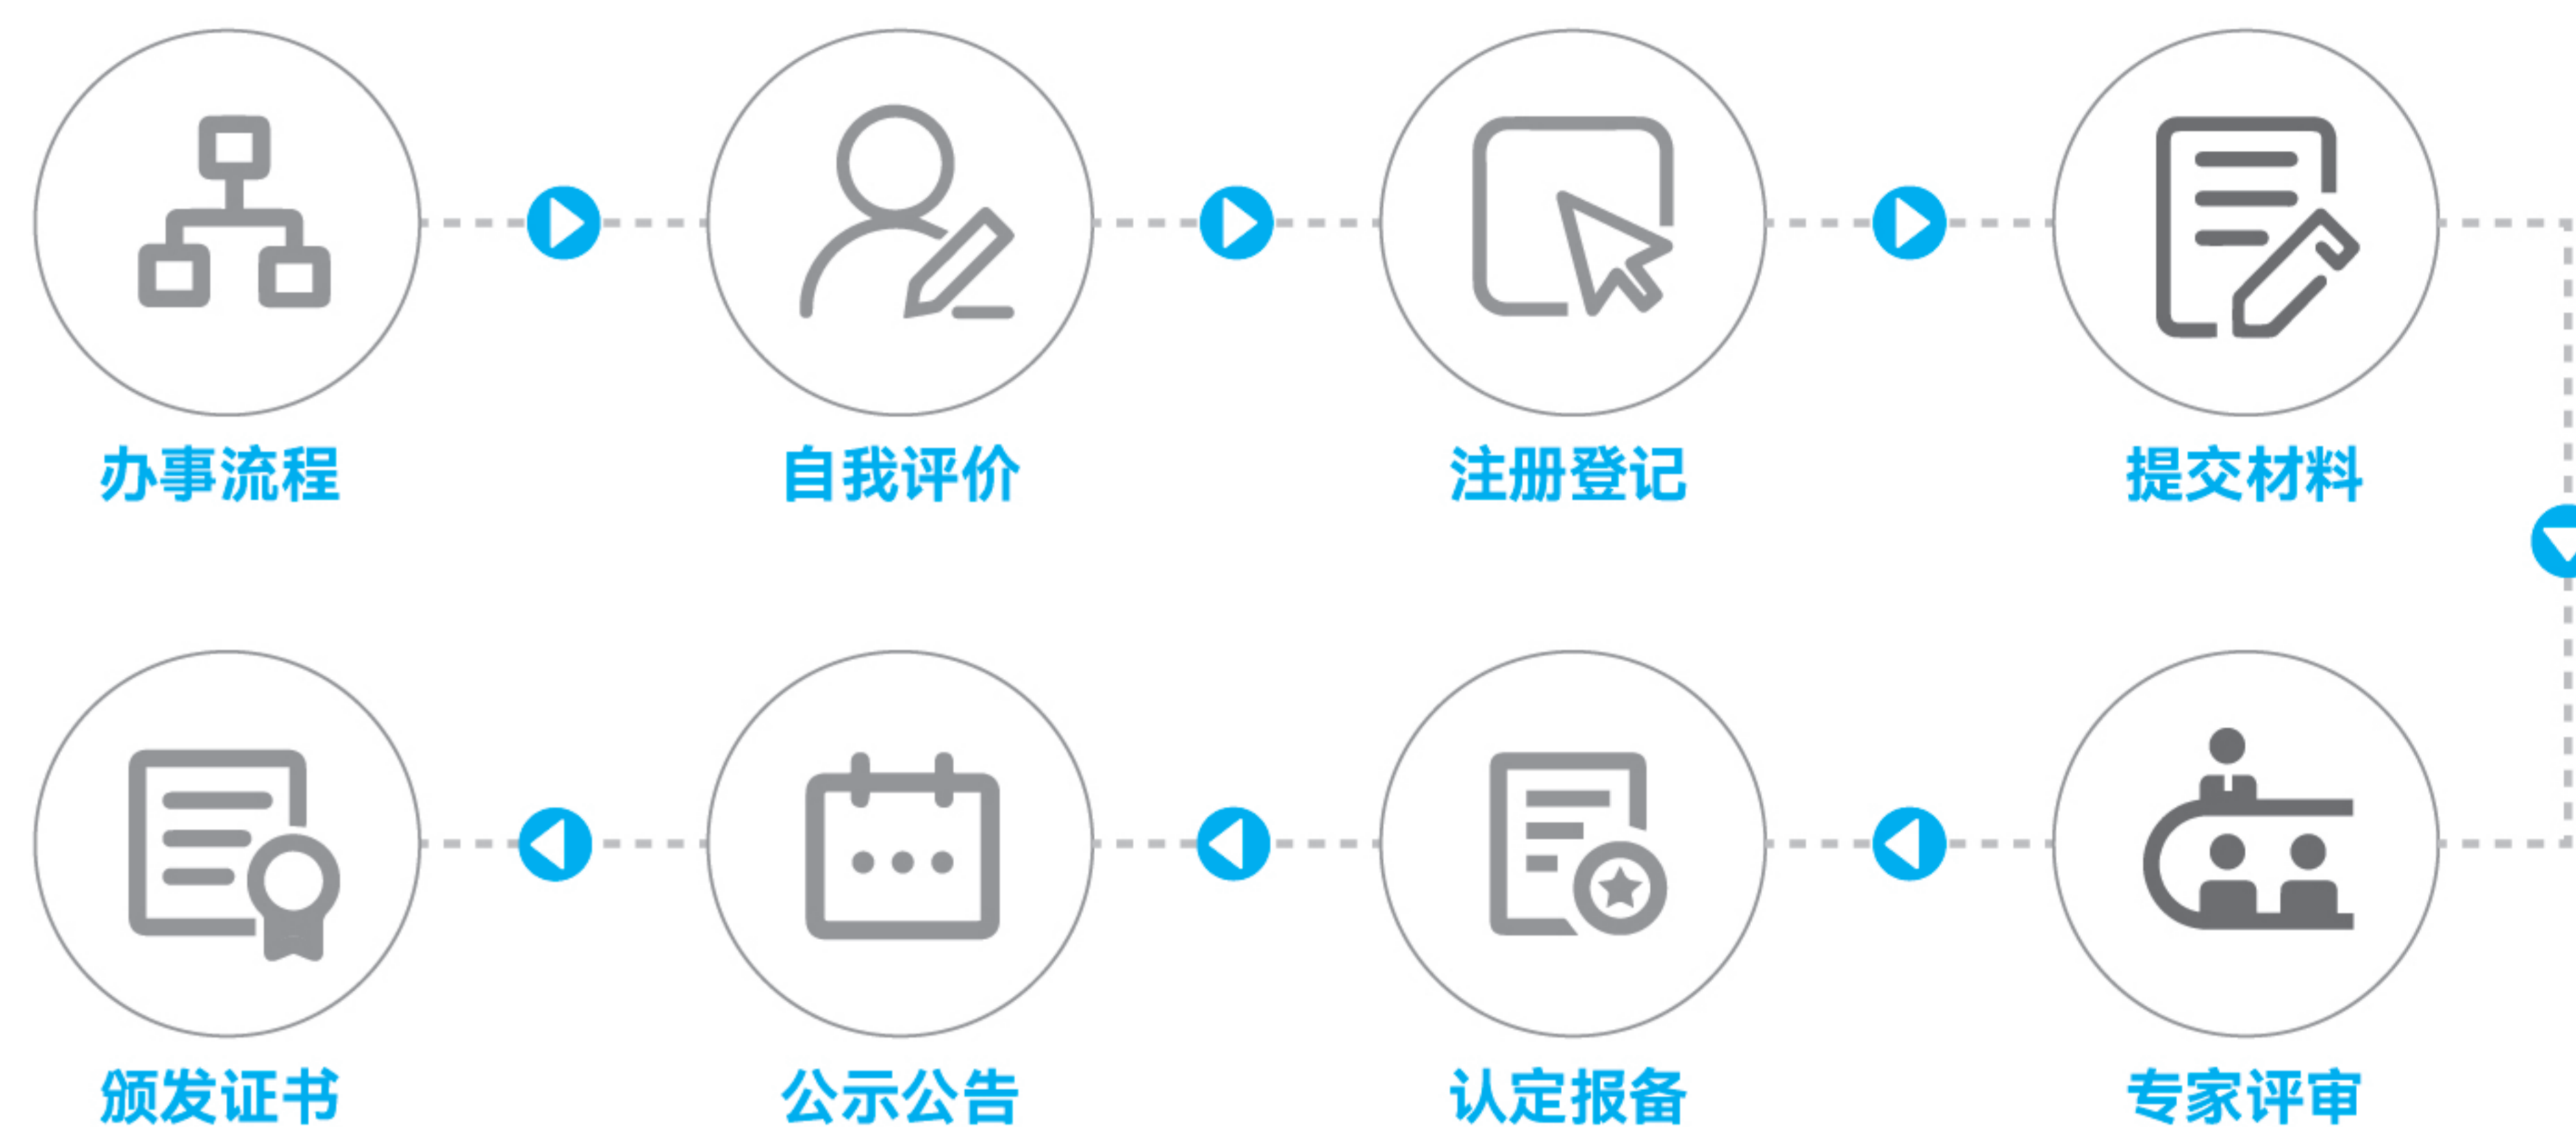 办事流程
自我评价
注册登记
提交材料
专家评审
认定报备
公示公告
颁发证书